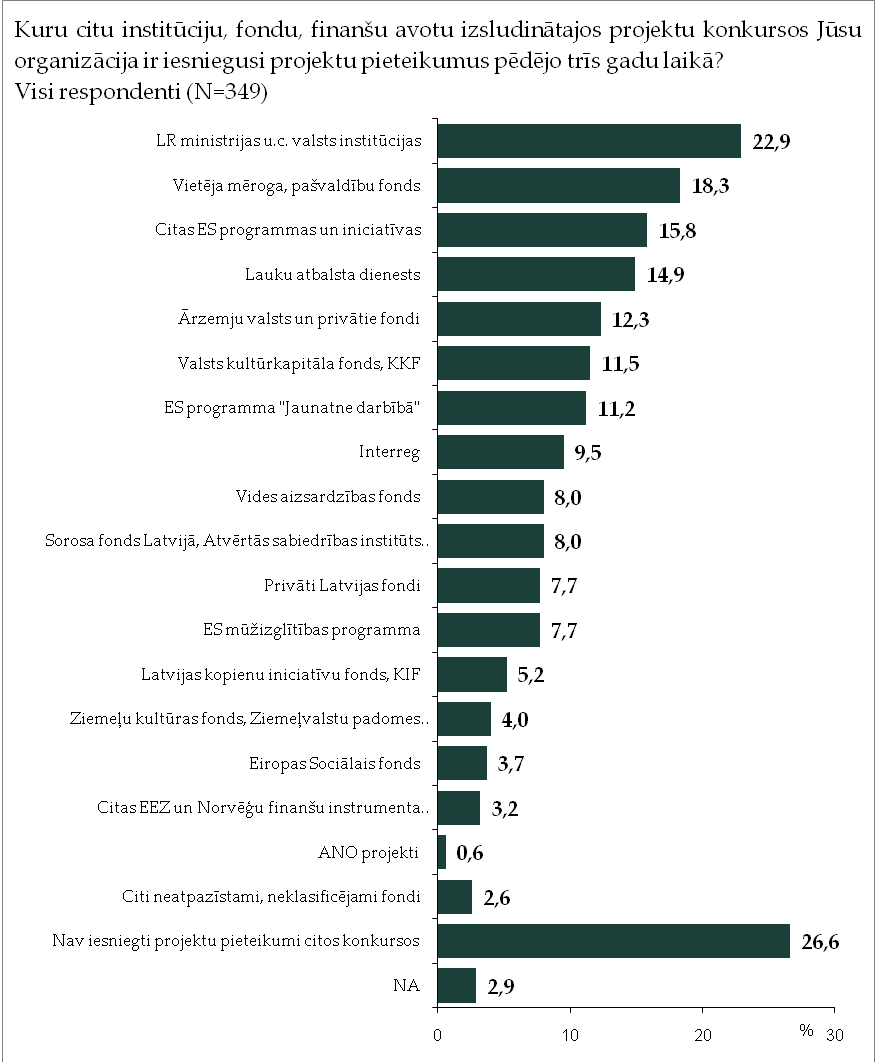 Kuru citu institūciju, fondu, finanšu avotu izsludinātajos projektu konkursos Jūsu
organizācija ir iesniegusi projektu pieteikumus pēdējo trīs gadu laikā?
Visi respondenti (N=349)
LR ministrijas u.c. valsts institūcijas 22,9
Vietēja mēroga, pašvaldību fonds 18,3
Citas ES programmas un iniciatīvas 15,8
Lauku atbalsta dienests 14,9
Ārzemju valsts un privātie fondi 12,3
Valsts kultūrkapitāla fonds, KKF 11,5
ES programma "Jaunatne darbībā" 11,2
Interreg 9,5
Vides aizsardzības fonds 8,0
Sorosa fonds Latvijā, Atvērtās sabiedrības institūts.. 8,0
Privāti Latvijas fondi 7,7
ES mūžizglītības programma 7,7
Latvijas kopienu iniciatīvu fonds, KIF 5,2
Ziemeļu kultūras fonds, Ziemeļvalstu padomes.. 4,0
Eiropas Sociālais fonds 3,7
Citas EEZ un Norvēģu finanšu instrumenta.. 3,2
ANO projekti 0,6
Citi neatpazīstami, neklasificējami fondi 2,6
Nav iesniegti projektu pieteikumi citos konkursos 26,6
NA 2,9
0 10 20 % 30